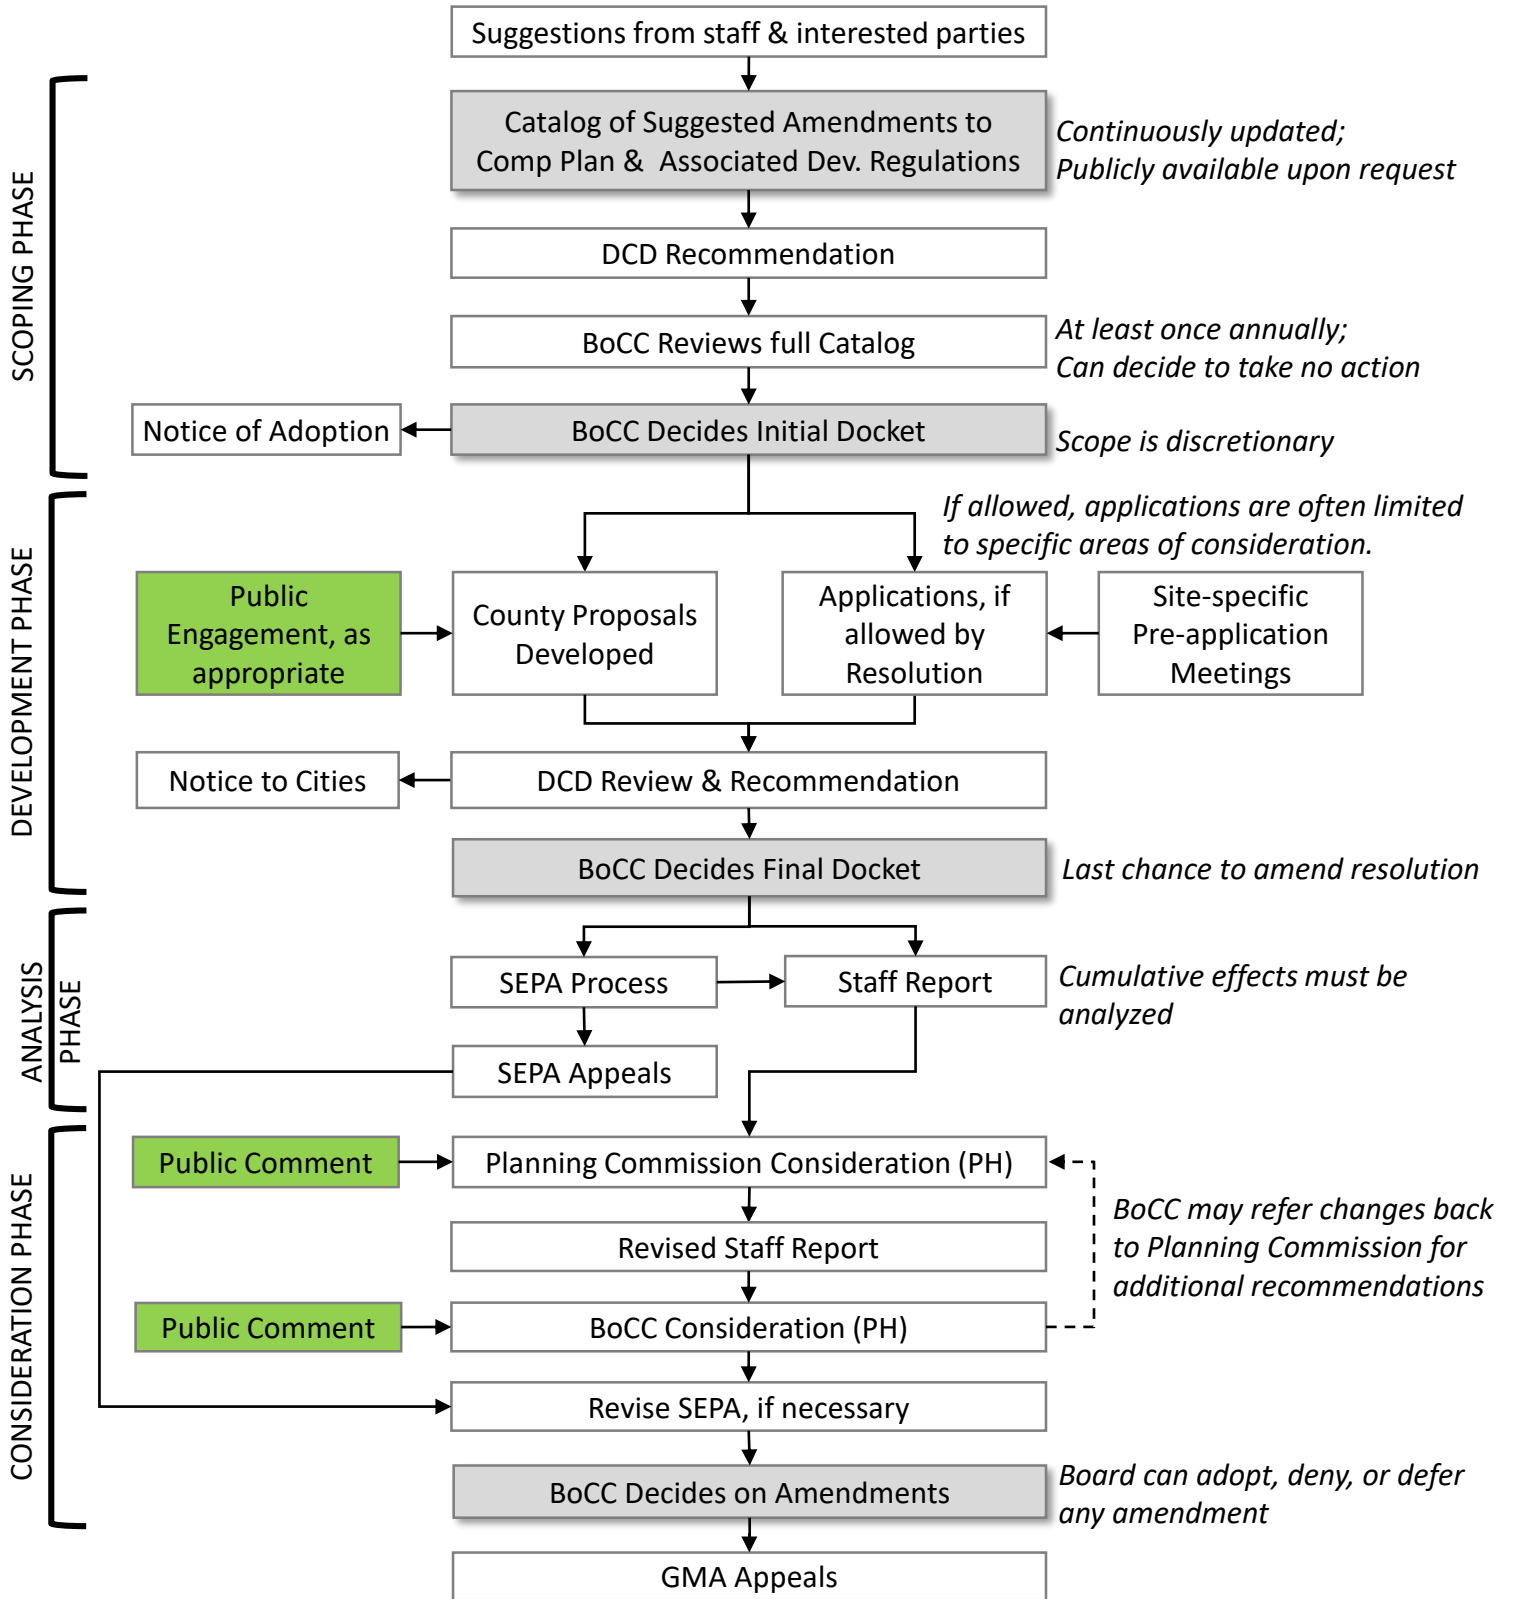 Suggestions from staff & interested parties
SCOPING PHASE
Catalog of Suggested Amendments to
Comp Plan & Associated Dev. Regulations
Continuously updated;
Publicly available upon request
DCD Recommendation
BoCC Reviews full Catalog
At least once annually;
Can decide to take no action
Notice of Adoption
BoCC Decides Initial Docket
Scope is discretionary
DEVELOPMENT PHASE
If allowed, applications are often limited
to specific areas of consideration.
Public
Engagement, as
appropriate
County Proposals
Developed
Applications, if
allowed by
Resolution
Site-specific
Pre-application
Meetings
Notice to Cities
DCD Review & Recommendation
BoCC Decides Final Docket
Last chance to amend resolution
ANALYSIS
PHASE
SEPA Process
Staff Report
Cumulative effects must be
analyzed
SEPA Appeals
CONSIDERATION PHASE
Public Comment
Planning Commission Consideration (PH)
BoCC may refer changes back
to Planning Commission for
additional recommendations
Revised Staff Report
Public Comment
BoCC Consideration (PH)
Revise SEPA, if necessary
BoCC Decides on Amendments
Board can adopt, deny, or defer
any amendment
GMA Appeals